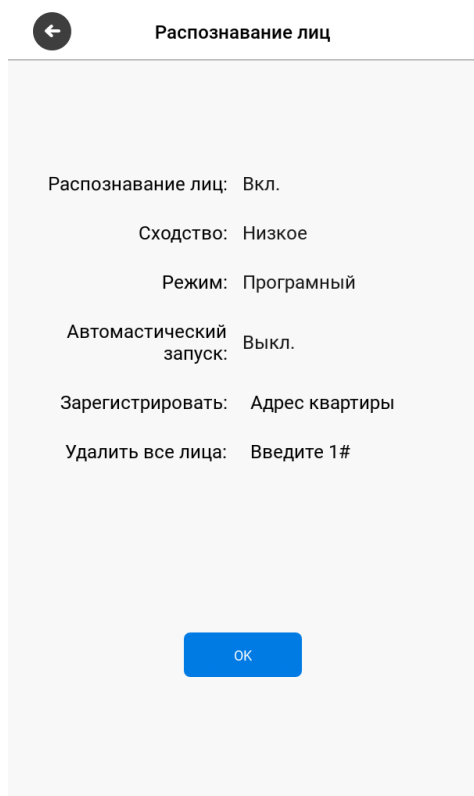 Распознавание лиц
Распознавание лиц: Вкл.
Сходство: Низкое
Режим: Програмный
Автомастический
запуск: Выкл.
Зарегистрировать: Адрес квартиры
Удалить все лица: Введите 1#
OK